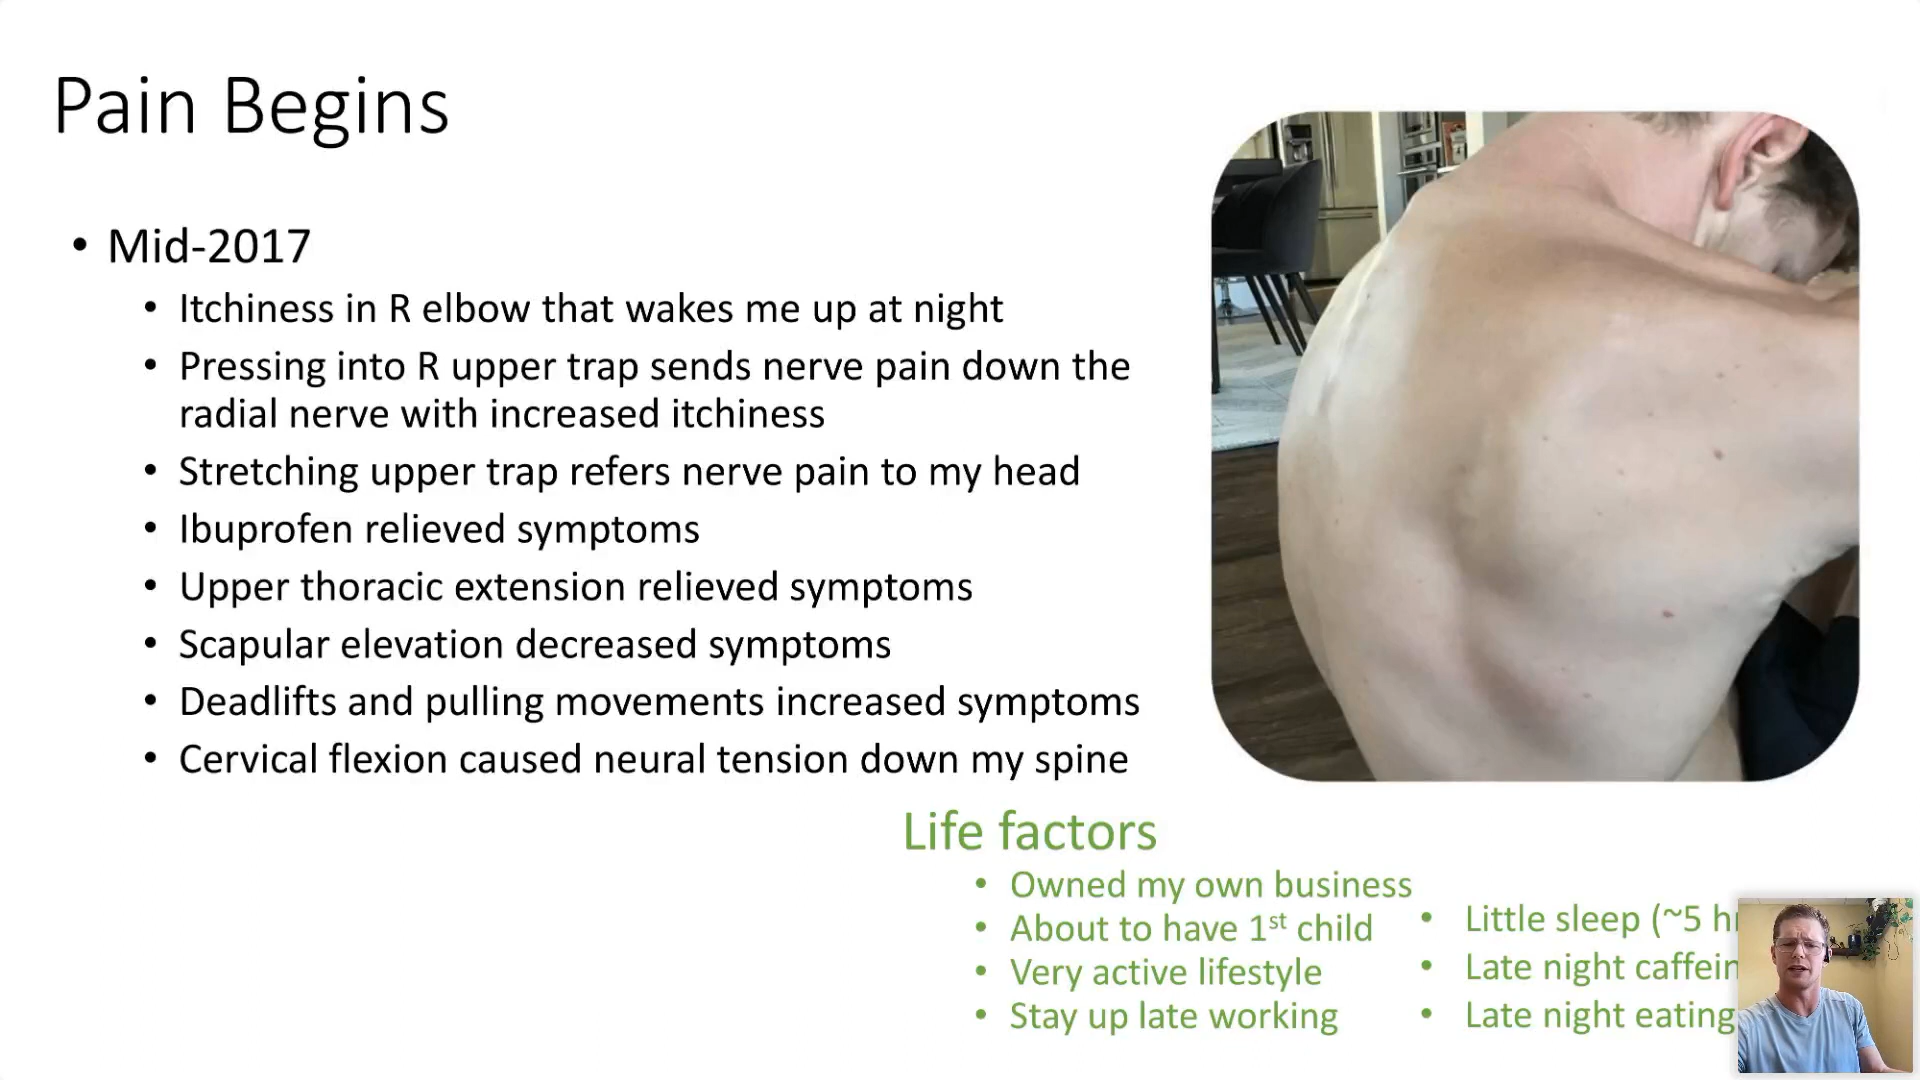 Pain Begins
• Mid-2017
• Itchiness in R elbow that wakes me up at night
• Pressing into R upper trap sends nerve pain down the
radial nerve with increased itchiness
• Stretching upper trap refers nerve pain to my head
• Ibuprofen relieved symptoms
• Upper thoracic extension relieved symptoms
• Scapular elevation decreased symptoms
• Deadlifts and pulling movements increased symptoms
• Cervical flexion caused neural tension down my spine
Life factors
• Owned my own business
• About to have 1st child
• Very active lifestyle
• Stay up late working
• Little sleep (~5
• Late night
• Late night eating